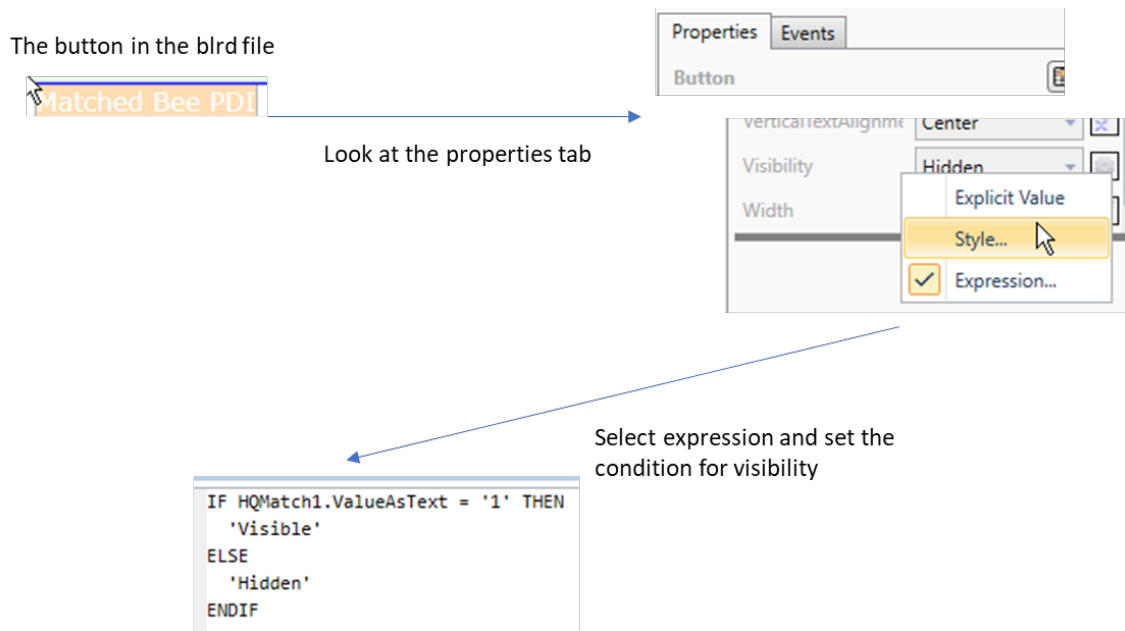 The button in the blrd file
Matched Bee PDI
Look at the properties tab
Properties Events
Button
VerticalTextAlignme Center
Visibility Hidden
Width
Explicit Value
Style...
Expression...
Select expression and set the
condition for visibility
IF HQMatch1.ValueAsText = '1' THEN
'Visible'
ELSE
'Hidden'
ENDIF